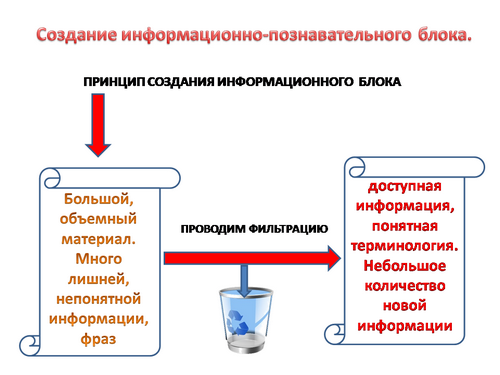 Создание информационно-познавательного блока.
ПРИНЦИП СОЗДАНИЯ ИНФОРМАЦИОННОГО БЛОКА
Большой,
объемный
материал.
Много
лишней,
непонятной
информации,
фраз
ПРОВОДИМ ФИЛЬТРАЦИЮ
доступная
информация,
понятная
терминология.
Небольшое
количество
новой
информации